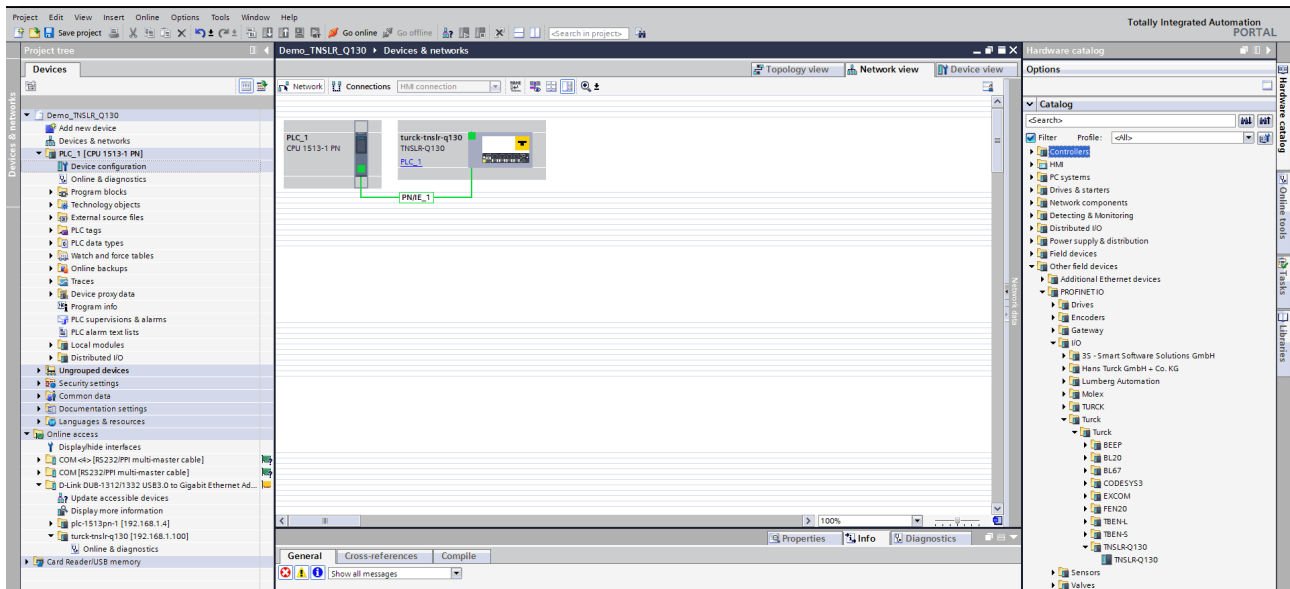 Project Edit View Insert Online Options Tools Window Help
Totally Integrated Automation
PORTAL
Save project
Go online
Go offline
<Search in project>
Project tree
Demo_TNSLR_Q130 Devices & networks
Hardware catalog
Devices
Topology view
Network view
Device view
Options
Network
Connections
HMI connection
Devices & networks
Demo_TNSLR_Q130
Add new device
Devices & networks
PLC_1 [CPU 1513-1 PN]
Device configuration
Online & diagnostics
Program blocks
Technology objects
External source files
PLC tags
PLC data types
Watch and force tables
Online backups
Traces
Device proxy data
Program info
PLC supervisions & alarms
PLC alarm text lists
Local modules
Distributed I/O
Ungrouped devices
Security settings
Common data
Documentation settings
Languages & resources
Online access
Display/hide interfaces
COM <4> [RS232/PPI multi-master cable]
COM [RS232/PPI multi-master cable]
D-Link DUB-1312/1332 USB3.0 to Gigabit Ethernet Ad...
Update accessible devices
Display more information
plc-1513pn-1 [192.168.1.4]
turck-tnslr-q130 [192.168.1.100]
Online & diagnostics
Card Reader/USB memory
PLC_1
CPU 1513-1 PN
turck-tnslr-q130
TNSLR-Q130
PLC_1
PN/IE_1
Network data
100%
Properties
Info
Diagnostics
General
Cross-references
Compile
Show all messages
Catalog
<Search>
Filter
Profile:
<All>
Controllers
HMI
PC systems
Drives & starters
Network components
Detecting & Monitoring
Distributed I/O
Power supply & distribution
Field devices
Other field devices
Additional Ethernet devices
PROFINET IO
Drives
Encoders
Gateway
I/O
3S - Smart Software Solutions GmbH
Hans Turck GmbH + Co. KG
Lumberg Automation
Molex
TURCK
Turck
Turck
BEEP
BL20
BL67
CODESYS3
EXCOM
FEN20
TBEN-L
TBEN-S
TNSLR-Q130
TNSLR-Q130
Sensors
Valves
Hardware catalog
Online tools
Tasks
Libraries